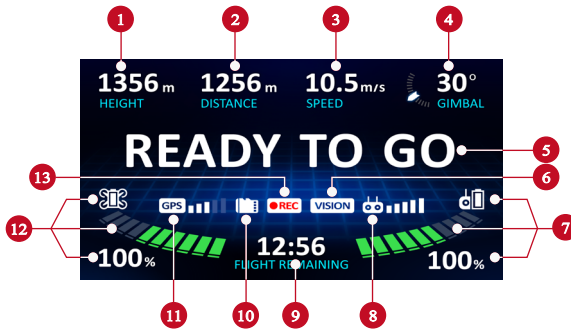 1 2 3 4
1356 m 1256 m 10.5 m/s 30°
HEIGHT DISTANCE SPEED GIMBAL
READY TO GO 5
13 6
GPS REC VISION
12 7
12:56
100% FLIGHT REMAINING 100%
11 10 9 8